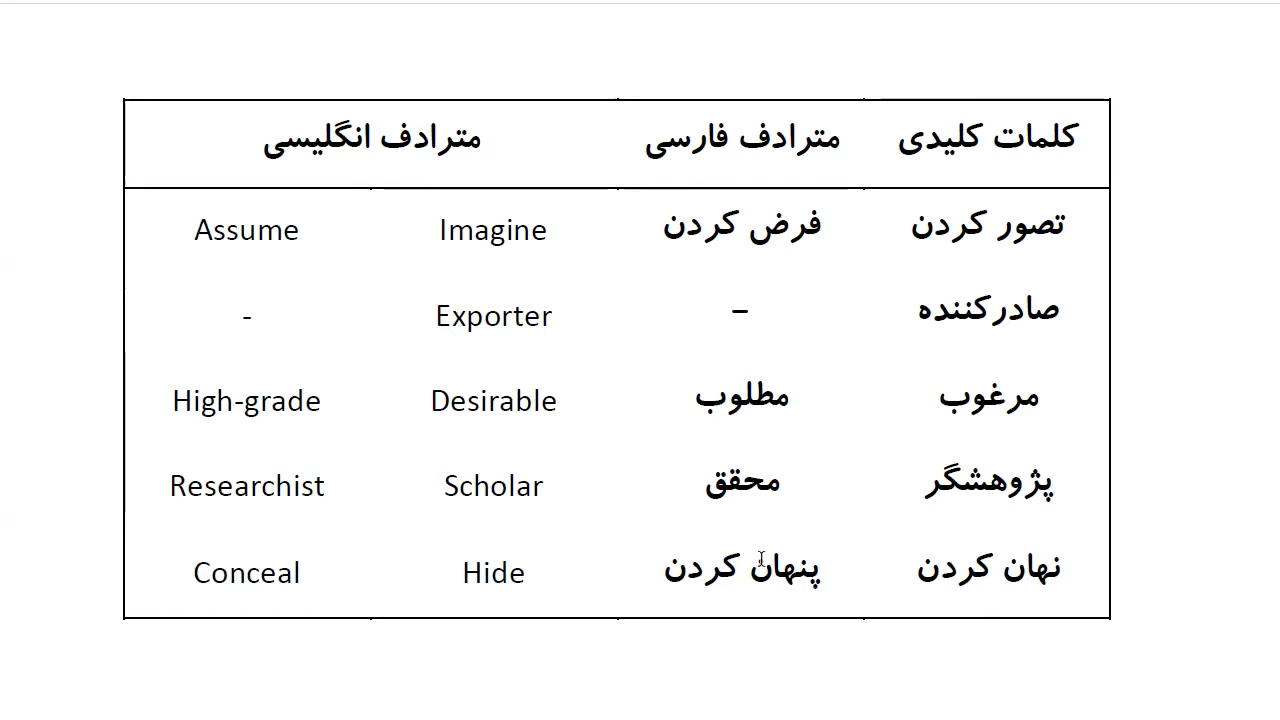 کلمات کلیدی مترادف فارسی مترادف انگلیسی
تصور کردن فرض کردن Imagine Assume
صادرکننده – Exporter -
مرغوب مطلوب Desirable High-grade
پژوهشگر محقق Scholar Researchist
نهان کردن پنهان کردن Hide Conceal